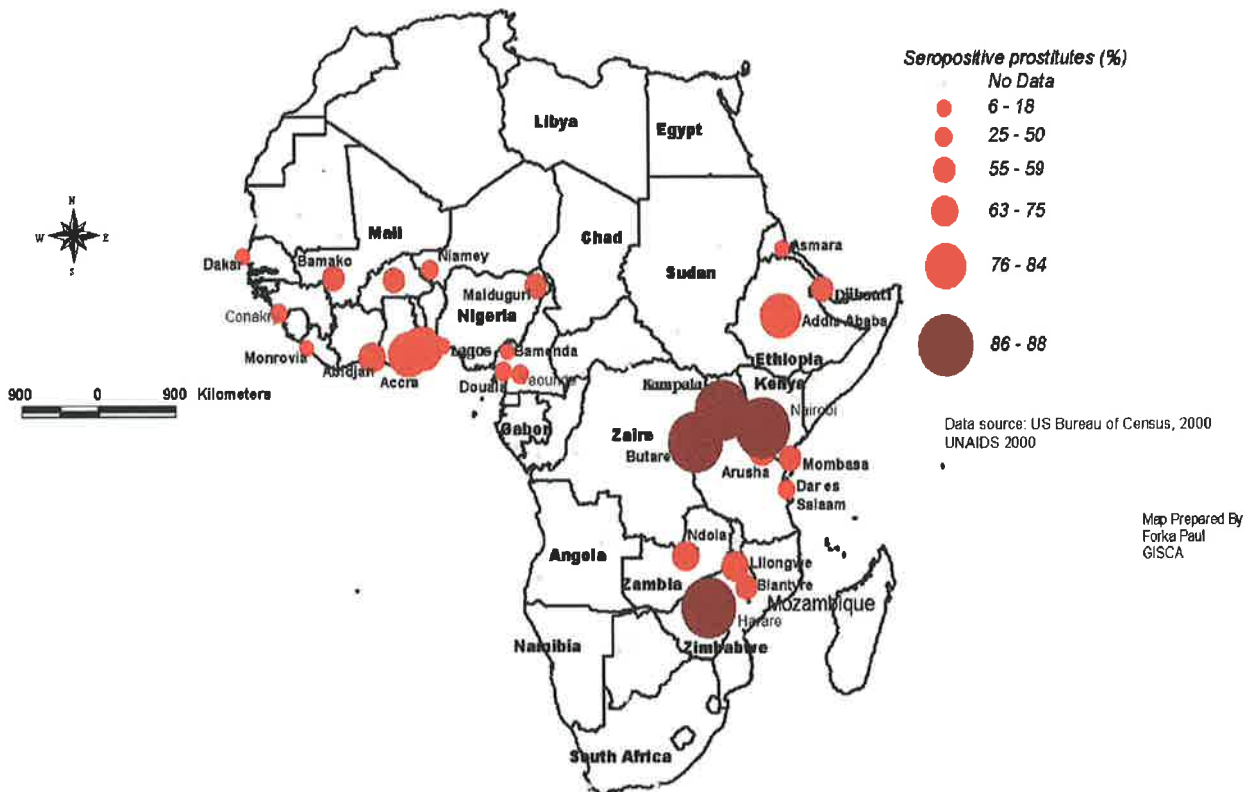 Seropositive prostitutes (%)
No Data
6 - 18
25 - 50
55 - 59
63 - 75
76 - 84
86 - 88
Libya
Egypt
N
W E
S
Mali
Chad
Sudan
Asmara
Dakar
Bamako
Niamey
Maiduguri
Djibouti
Nigeria
Addis Ababa
Conakry
Monrovia
Abidjan
Accra
Lagos
Bamenda
Douala
Yaounde
Ethiopia
Kampala
Kenya
Nairobi
900 0 900 Kilometers
Gabon
Zaire
Butare
Arusha
Mombasa
Dar es
Salaam
Data source: US Bureau of Census, 2000
UNAIDS 2000
Map Prepared By
Forka Paul
GISCA
Ndola
Angola
Lilongwe
Zambia
Blantyre
Mozambique
Harare
Namibia
Zimbabwe
South Africa